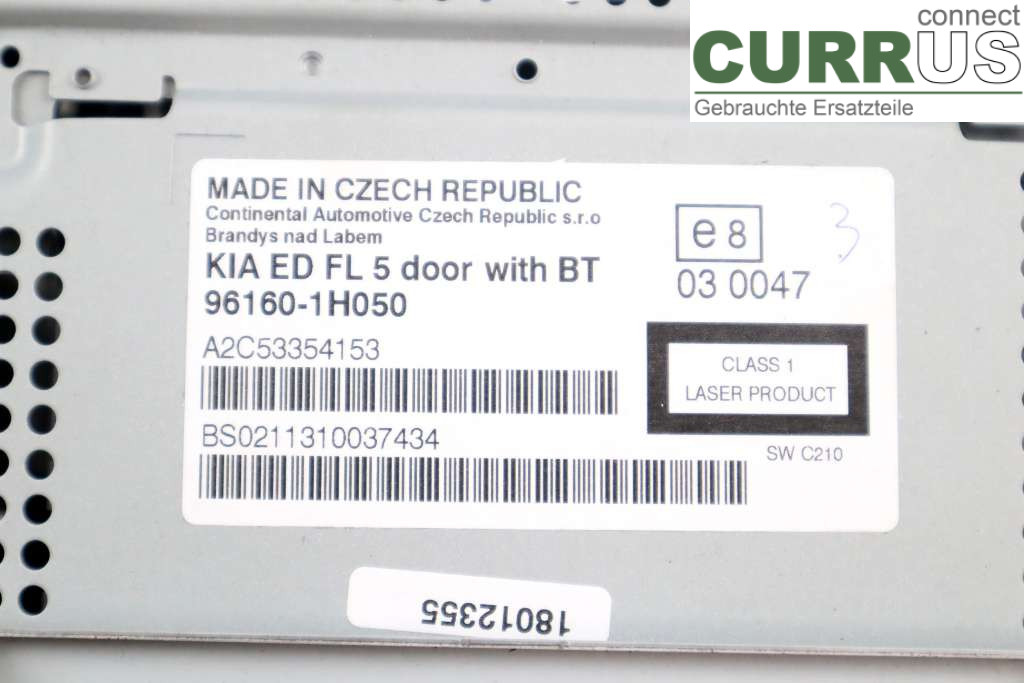 connect
CURRUS
Gebrauchte Ersatzteile
MADE IN CZECH REPUBLIC
Continental Automotive Czech Republic s.r.o
Brandys nad Labem
KIA ED FL 5 door with BT
96160-1H050
A2C53354153
BS0211310037434
e8
03 0047
3
CLASS 1
LASER PRODUCT
SW C210
18012355